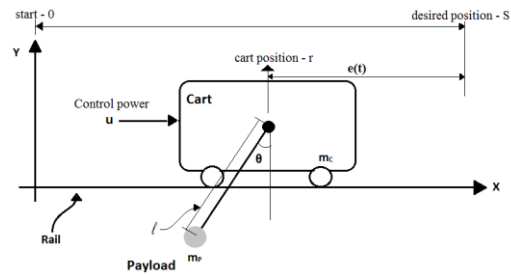 start - 0
desired position - S
Y
cart position - r
e(t)
Cart
Control power
u
θ
m_C
X
l
Rail
m_P
Payload